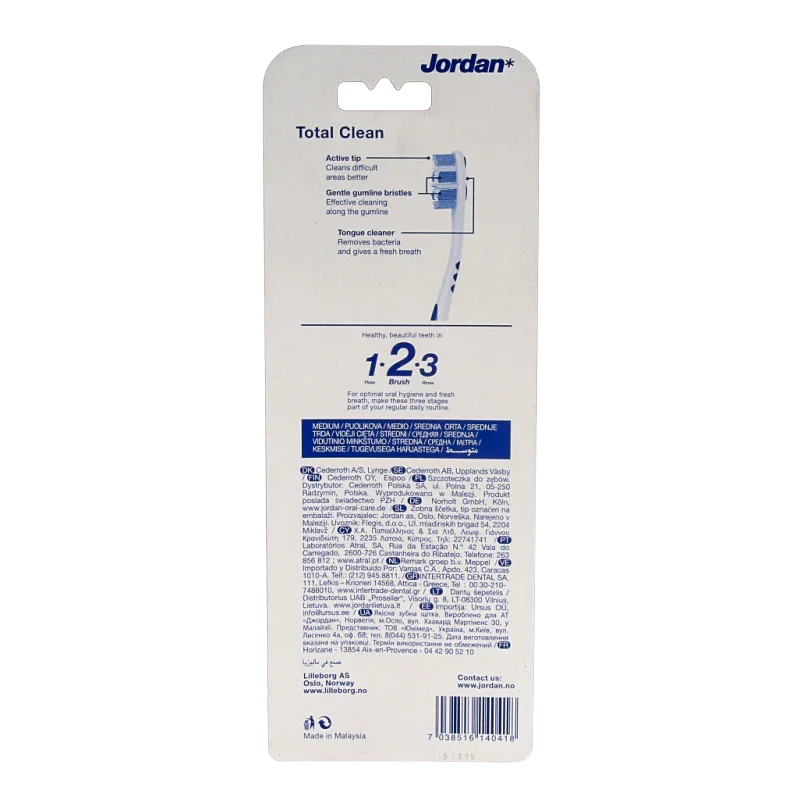 Jordan*
Total Clean
Active tip
Cleans difficult
areas better
Gentle gumline bristles
Effective cleaning
along the gumline
Tongue cleaner
Removes bacteria
and gives a fresh breath
Healthy, beautiful teeth in
1·2·3
Floss Brush Rinse
For optimal oral hygiene and fresh
breath, make these three stages
part of your regular daily routine.
MEDIUM / PUOLIKOVA / MEDIO / SREDNIA ORTA / SREDNJE
TRDA / VIDĒJI CIETA / STREDNI / СРЕДНЯЯ / SREDNJA /
VIDUTINIO MINKŠTUMO / STREDNÁ / СРЕДНА / ΜΕΤΡΙΑ /
KESKMISE / TUGEVUSEGA HARJASTEGA / متوسط
DK Cederroth A/S, Lynge / SE Cederroth AB, Upplands Väsby
/ FIN Cederroth OY, Espoo / PL Szczoteczka do zębów.
Dystrybutor: Cederroth Polska SA, ul. Polna 21, 05-250
Radzymin, Polska. Wyprodukowano w Malezji. Produkt
posiada świadectwo PZH / DE Norholt GmbH, Köln,
www.jordan-oral-care.de / SL Zobna ščetka, tip označen na
embalaži. Proizvajalec: Jordan as, Oslo, Norveška. Narejeno v
Maleziji. Uvoznik: Flegis, d.o.o., Ul. mladinskih brigad 54, 2204
Miklavž / CY Χ.Α. Παπαέλληνας & Σια Λτδ, Λεωφ. Γιάννου
Κρανιδιώτη 179, 2235 Λατσιά, Κύπρος, Τηλ: 22741741 / PT
Laboratórios Atral, SA, Rua da Estação N.º 42 Vala do
Carregado, 2600-726 Castanheira do Ribatejo. Telefone: 263
856 812 ; www.atral.pt / NL Remark groep b.v. Meppel / VE
Importado y Distribuido Por: Vargas C.A., Apdo. 423, Caracas
1010-A. Telf.: (212) 945.8811. / GR INTERTRADE DENTAL SA,
111, Lefkis – Krioneri 14568, Attica - Greece, Tel : 00 30-210-
7488010, www.intertrade-dental.gr / LT Dantų šepetėlis /
Distributorius UAB "Proseller", Visorių g. 8, LT-08300 Vilnius,
Lietuva. www.jordanlietuva.lt / EE Importija: Ursus OÜ,
info@ursus.ee / UA Якісна зубна щітка. Вироблено для АТ
«Джордан», Норвегія, м.Осло, вул. Хаавард Мартінсенс 30, у
Малайзії. Представник: ТОВ «Юнімед», Україна, м.Київ, вул.
Лисенко 4а, оф. 68; тел. 8(044) 531-91-25. Дата виготовлення
вказана на упаковці. Термін використання не обмежений / FR
Horizane - 13854 Aix-en-Provence - 04 42 90 52 10
صنع في ماليزيا
Lilleborg AS
Oslo, Norway
www.lilleborg.no
Contact us:
www.jordan.no
Made in Malaysia
7 038516 140418